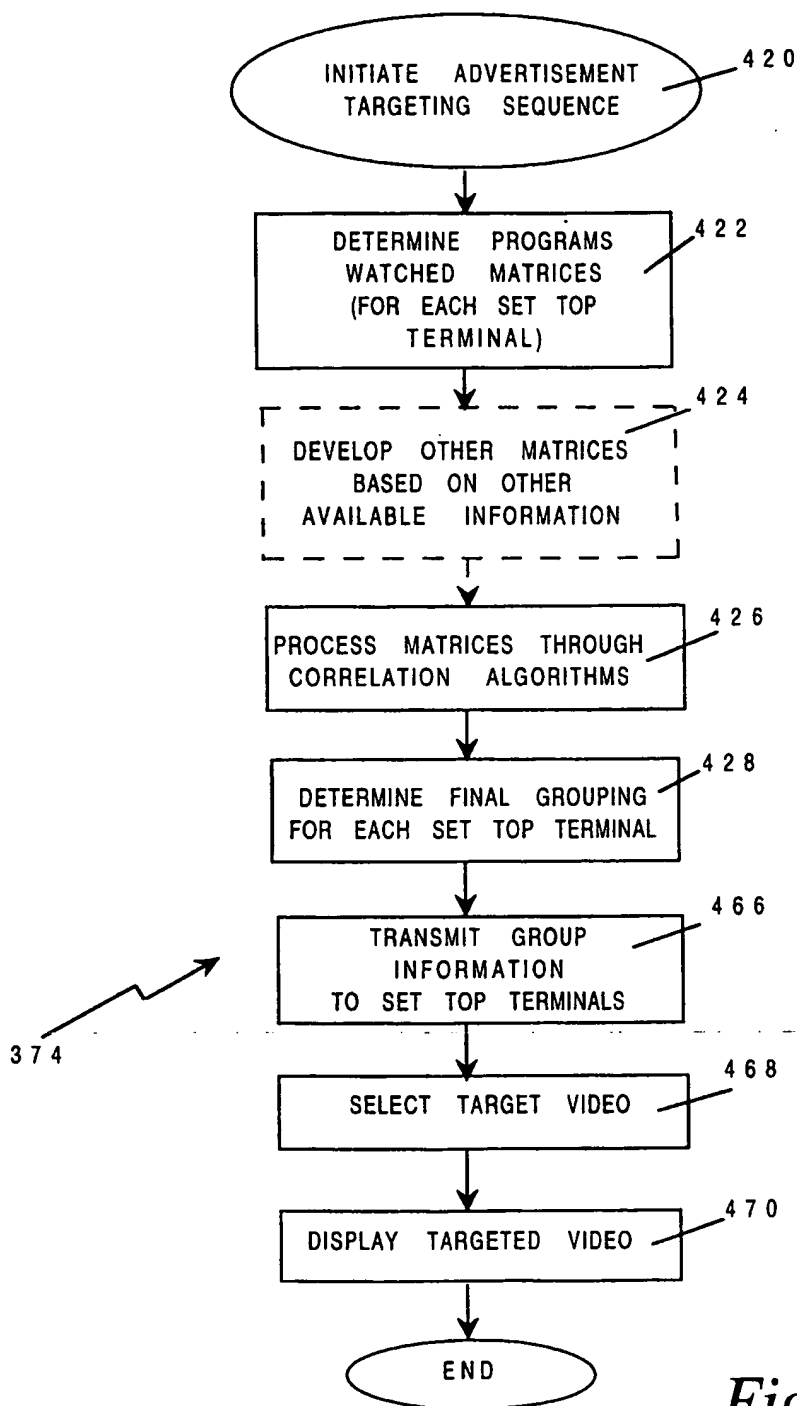 INITIATE ADVERTISEMENT
TARGETING SEQUENCE
420
DETERMINE PROGRAMS
WATCHED MATRICES
(FOR EACH SET TOP
TERMINAL)
422
DEVELOP OTHER MATRICES
BASED ON OTHER
AVAILABLE INFORMATION
424
PROCESS MATRICES THROUGH
CORRELATION ALGORITHMS
426
DETERMINE FINAL GROUPING
FOR EACH SET TOP TERMINAL
428
TRANSMIT GROUP
INFORMATION
TO SET TOP TERMINALS
466
374
SELECT TARGET VIDEO
468
DISPLAY TARGETED VIDEO
470
END